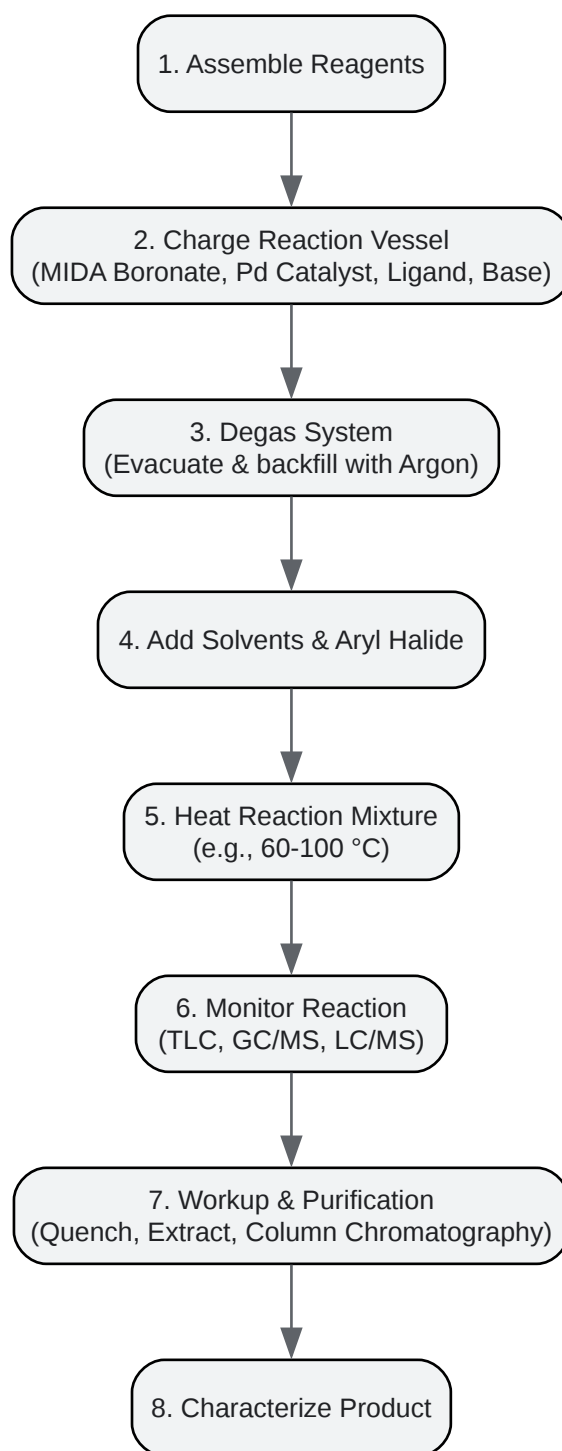 1. Assemble Reagents
2. Charge Reaction Vessel
(MIDA Boronate, Pd Catalyst, Ligand, Base)
3. Degas System
(Evacuate & backfill with Argon)
4. Add Solvents & Aryl Halide
5. Heat Reaction Mixture
(e.g., 60-100 °C)
6. Monitor Reaction
(TLC, GC/MS, LC/MS)
7. Workup & Purification
(Quench, Extract, Column Chromatography)
8. Characterize Product